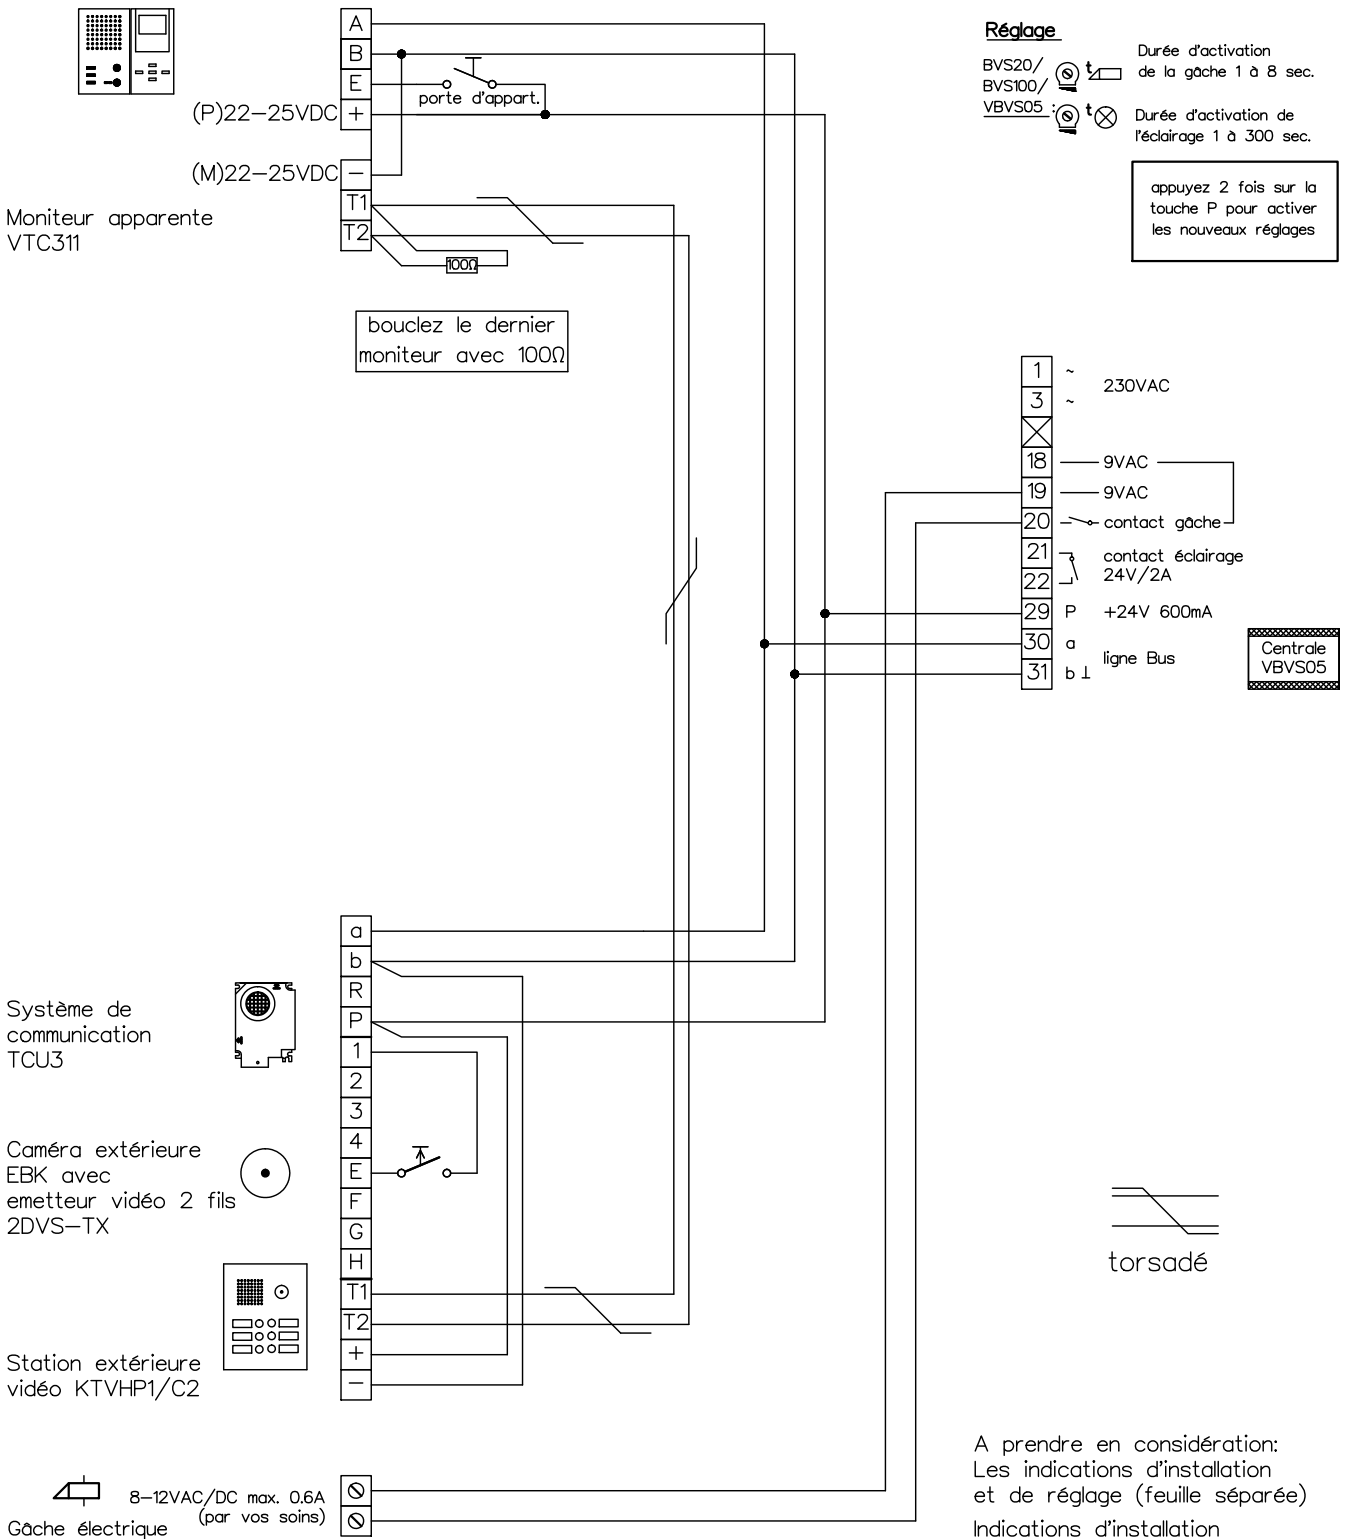 A
B
E
porte d'appart.
(P)22-25VDC +
(M)22-25VDC -
T1
T2
Moniteur apparente
VTC311
100Ω
bouclez le dernier
moniteur avec 100Ω
Réglage
BVS20/
BVS100/
VBVS05 :
t
Durée d'activation
de la gâche 1 à 8 sec.
t
Durée d'activation de
l'éclairage 1 à 300 sec.
appuyez 2 fois sur la
touche P pour activer
les nouveaux réglages
1 ~
230VAC
3 ~
18 9VAC
19 9VAC
20 contact gâche
21 contact éclairage
22 24V/2A
29 P +24V 600mA
30 a
ligne Bus
31 b ⊥
Centrale
VBVS05
a
b
R
P
1
2
3
4
E
F
G
H
T1
T2
+
-
Système de
communication
TCU3
Caméra extérieure
EBK avec
emetteur vidéo 2 fils
2DVS-TX
Station extérieure
vidéo KTVHP1/C2
torsadé
8-12VAC/DC max. 0.6A
(par vos soins)
Gâche électrique
A prendre en considération:
Les indications d'installation
et de réglage (feuille séparée)
Indications d'installation